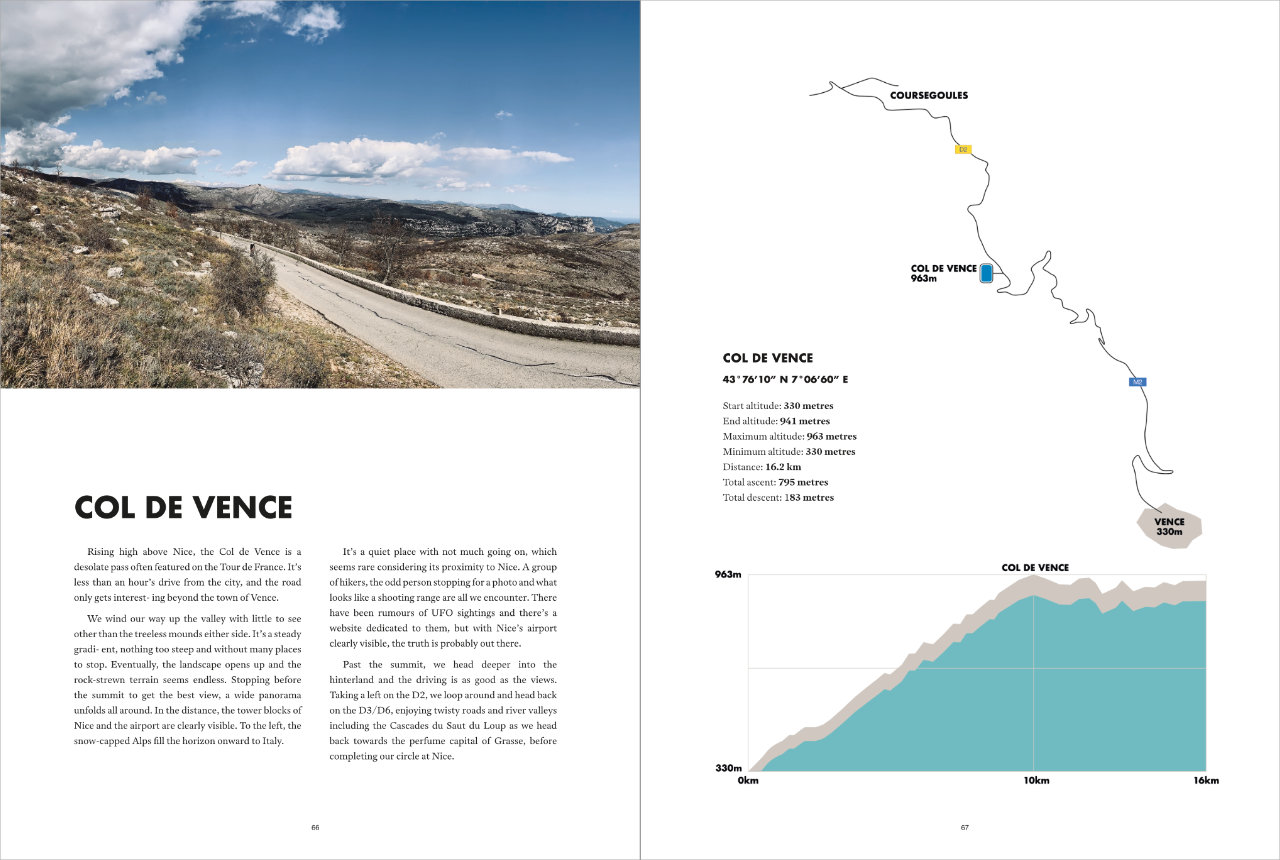 COL DE VENCE
Rising high above Nice, the Col de Vence is a
desolate pass often featured on the Tour de France. It's
less than an hour's drive from the city, and the road
only gets interest- ing beyond the town of Vence.
We wind our way up the valley with little to see
other than the treeless mounds either side. It's a steady
gradi- ent, nothing too steep and without many places
to stop. Eventually, the landscape opens up and the
rock-strewn terrain seems endless. Stopping before
the summit to get the best view, a wide panorama
unfolds all around. In the distance, the tower blocks of
Nice and the airport are clearly visible. To the left, the
snow-capped Alps fill the horizon onward to Italy.
It's a quiet place with not much going on, which
seems rare considering its proximity to Nice. A group
of hikers, the odd person stopping for a photo and what
looks like a shooting range are all we encounter. There
have been rumours of UFO sightings and there's a
website dedicated to them, but with Nice's airport
clearly visible, the truth is probably out there.
Past the summit, we head deeper into the
hinterland and the driving is as good as the views.
Taking a left on the D2, we loop around and head back
on the D3/D6, enjoying twisty roads and river valleys
including the Cascades du Saut du Loup as we head
back towards the perfume capital of Grasse, before
completing our circle at Nice.
66
COURSEGOULES
D2
COL DE VENCE
963m
M2
VENCE
330m
COL DE VENCE
43°76'10" N 7°06'60" E
Start altitude: 330 metres
End altitude: 941 metres
Maximum altitude: 963 metres
Minimum altitude: 330 metres
Distance: 16.2 km
Total ascent: 795 metres
Total descent: 183 metres
COL DE VENCE
963m
330m
0km
10km
16km
67